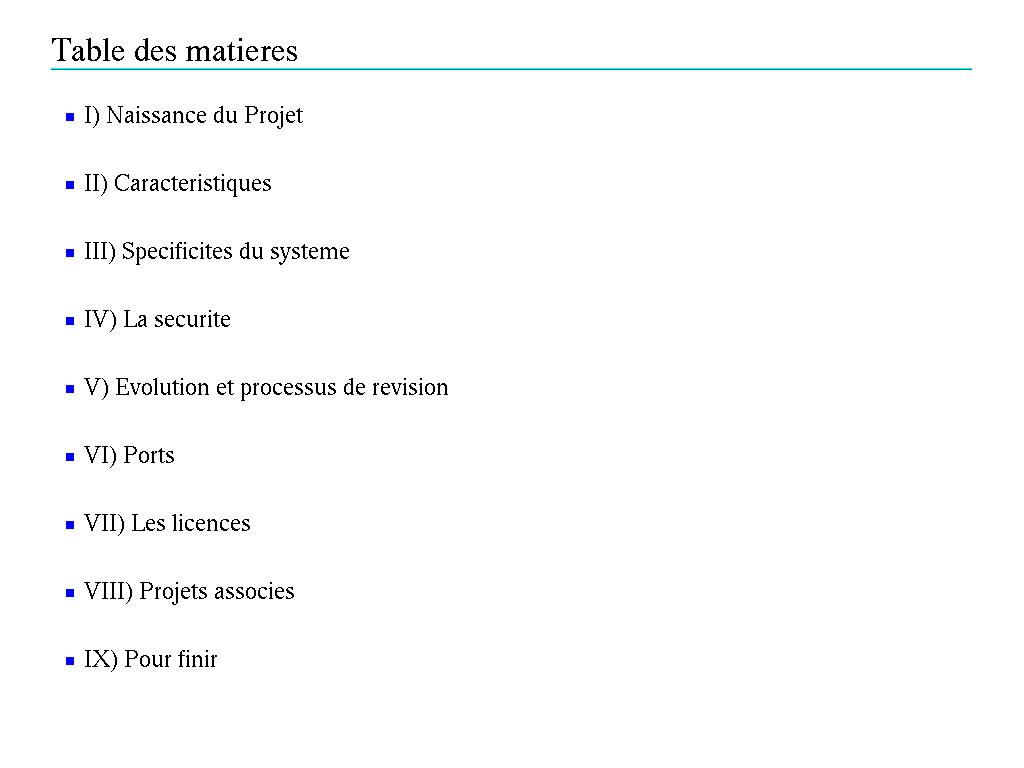 Table des matieres
I) Naissance du Projet
II) Caracteristiques
III) Specificites du systeme
IV) La securite
V) Evolution et processus de revision
VI) Ports
VII) Les licences
VIII) Projets associes
IX) Pour finir